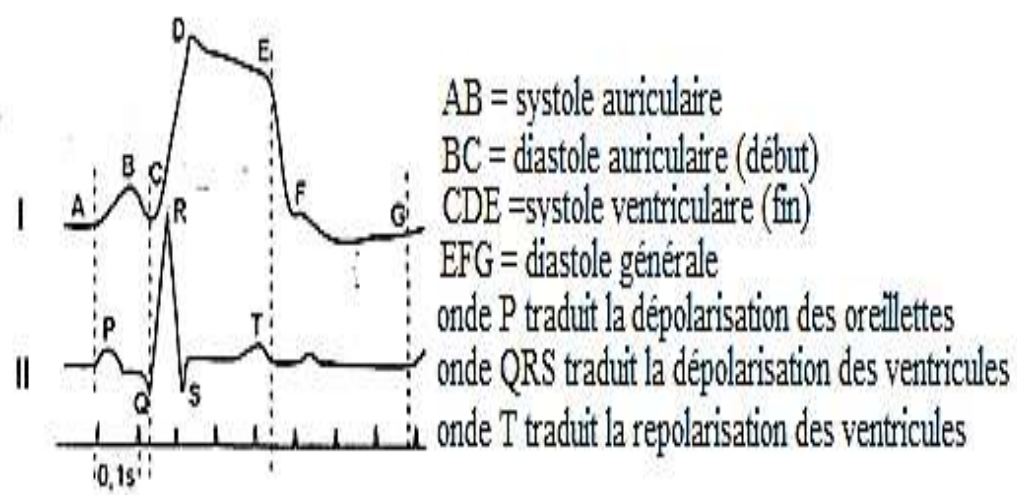 D
E
B
C
A
R
F
G
I
P
T
II
Q
S
0,1s
AB = systole auriculaire
BC = diastole auriculaire (début)
CDE =systole ventriculaire (fin)
EFG = diastole générale
onde P traduit la dépolarisation des oreillettes
onde QRS traduit la dépolarisation des ventricules
onde T traduit la repolarisation des ventricules